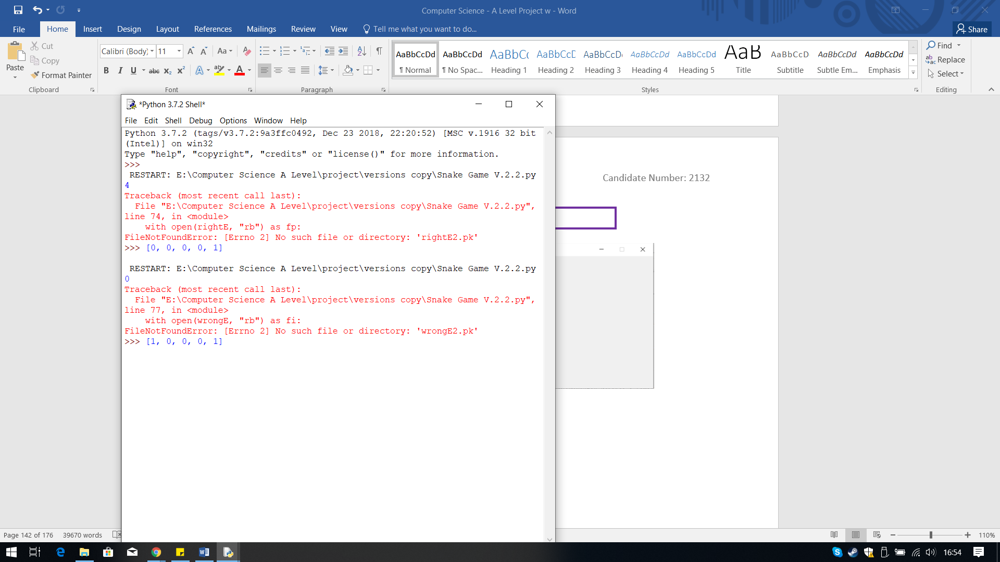 Computer Science - A Level Project w - Word
File Home Insert Design Layout References Mailings Review View Tell me what you want to do... Share
Paste
Cut
Copy
Format Painter
Clipboard
Calibri (Body) 11
Font
Paragraph
AaBbCcDd AaBbCcDd AaBbCc AaBbCcD AaBbCcD AaBbCcDd AaBbCcDd AaB AaBbCcD AaBbCcDd AaBbCcDd
¶ Normal ¶ No Spac... Heading 1 Heading 2 Heading 3 Heading 4 Heading 5 Title Subtitle Subtle Em... Emphasis
Styles
Find
Replace
Select
Editing
*Python 3.7.2 Shell*
File Edit Shell Debug Options Window Help
Python 3.7.2 (tags/v3.7.2:9a3ffc0492, Dec 23 2018, 22:20:52) [MSC v.1916 32 bit
(Intel)] on win32
Type "help", "copyright", "credits" or "license()" for more information.
>>>
RESTART: E:\Computer Science A Level\project\versions copy\Snake Game V.2.2.py
4
Traceback (most recent call last):
File "E:\Computer Science A Level\project\versions copy\Snake Game V.2.2.py",
line 74, in <module>
with open(rightE, "rb") as fp:
FileNotFoundError: [Errno 2] No such file or directory: 'rightE2.pk'
>>> [0, 0, 0, 0, 1]
RESTART: E:\Computer Science A Level\project\versions copy\Snake Game V.2.2.py
0
Traceback (most recent call last):
File "E:\Computer Science A Level\project\versions copy\Snake Game V.2.2.py",
line 77, in <module>
with open(wrongE, "rb") as fi:
FileNotFoundError: [Errno 2] No such file or directory: 'wrongE2.pk'
>>> [1, 0, 0, 0, 1]
Candidate Number: 2132
Page 142 of 176 39670 words 110%
16:54